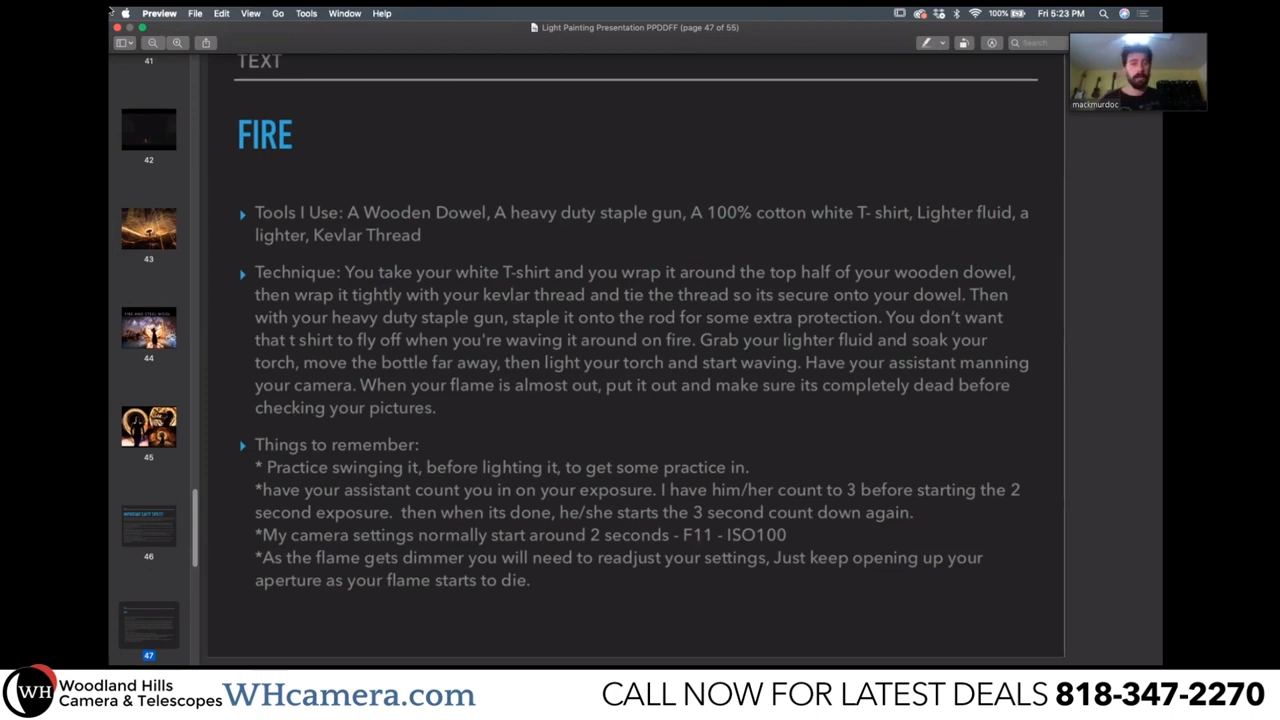 Preview File Edit View Go Tools Window Help
100% Fri 5:23 PM
Light Painting Presentation PPDDFF (page 47 of 55)
Search
mackmurdoc
41
42
43
44
45
46
47
TEXT
FIRE
Tools I Use: A Wooden Dowel, A heavy duty staple gun, A 100% cotton white T- shirt, Lighter fluid, a
lighter, Kevlar Thread
Technique: You take your white T-shirt and you wrap it around the top half of your wooden dowel,
then wrap it tightly with your kevlar thread and tie the thread so its secure onto your dowel. Then
with your heavy duty staple gun, staple it onto the rod for some extra protection. You don't want
that t shirt to fly off when you're waving it around on fire. Grab your lighter fluid and soak your
torch, move the bottle far away, then light your torch and start waving. Have your assistant manning
your camera. When your flame is almost out, put it out and make sure its completely dead before
checking your pictures.
Things to remember:
* Practice swinging it, before lighting it, to get some practice in.
*have your assistant count you in on your exposure. I have him/her count to 3 before starting the 2
second exposure. then when its done, he/she starts the 3 second count down again.
*My camera settings normally start around 2 seconds - F11 - ISO100
*As the flame gets dimmer you will need to readjust your settings, Just keep opening up your
aperture as your flame starts to die.
WH
Woodland Hills
Camera & Telescopes
WHcamera.com
CALL NOW FOR LATEST DEALS 818-347-2270